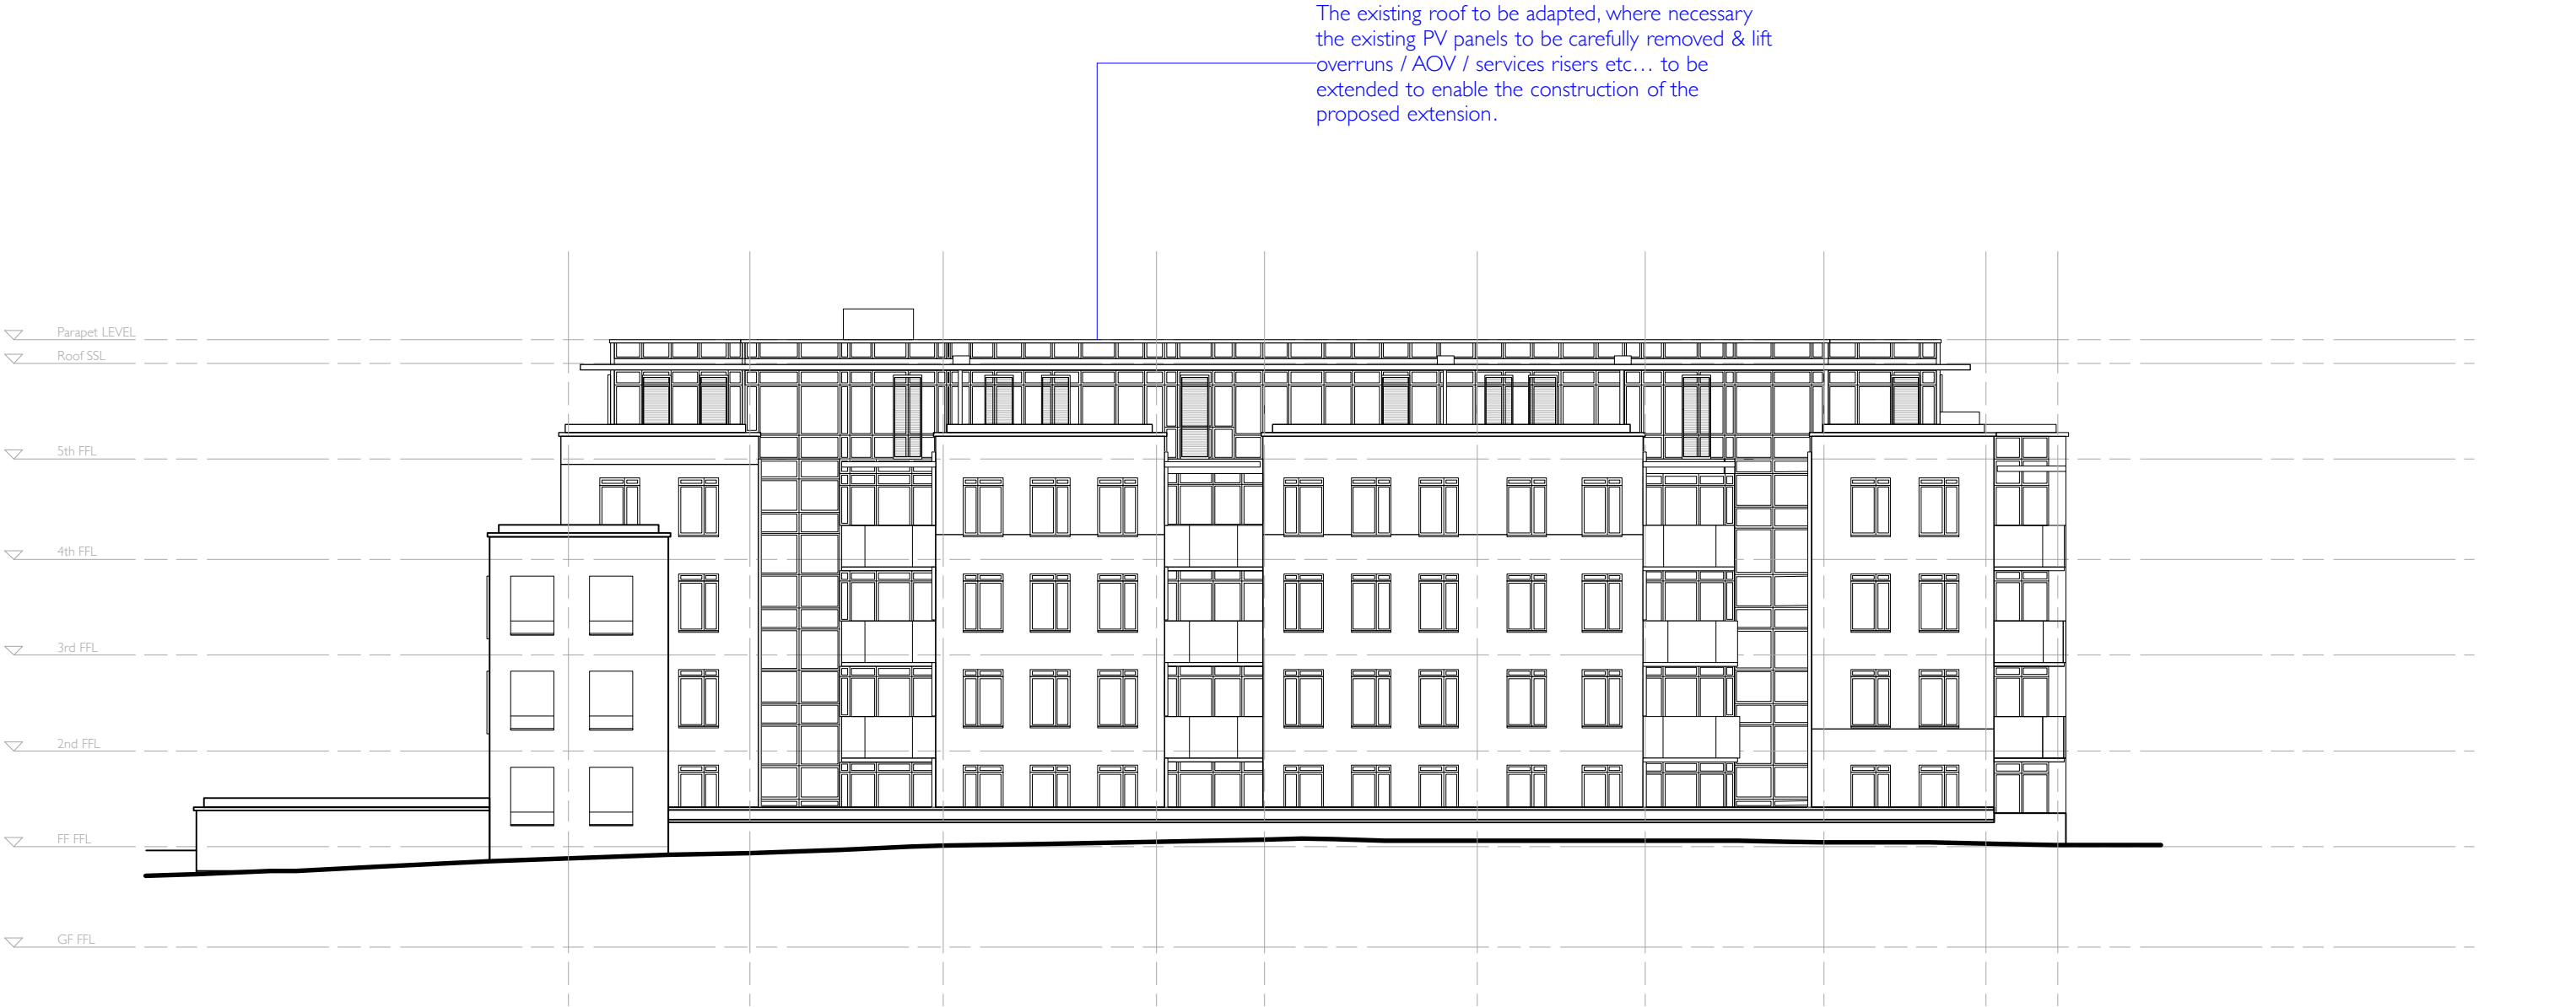 The existing roof to be adapted, where necessary
the existing PV panels to be carefully removed & lift
overruns / AOV / services risers etc... to be
extended to enable the construction of the
proposed extension.
Parapet LEVEL
Roof SSL
5th FFL
4th FFL
3rd FFL
2nd FFL
FF FFL
GF FFL